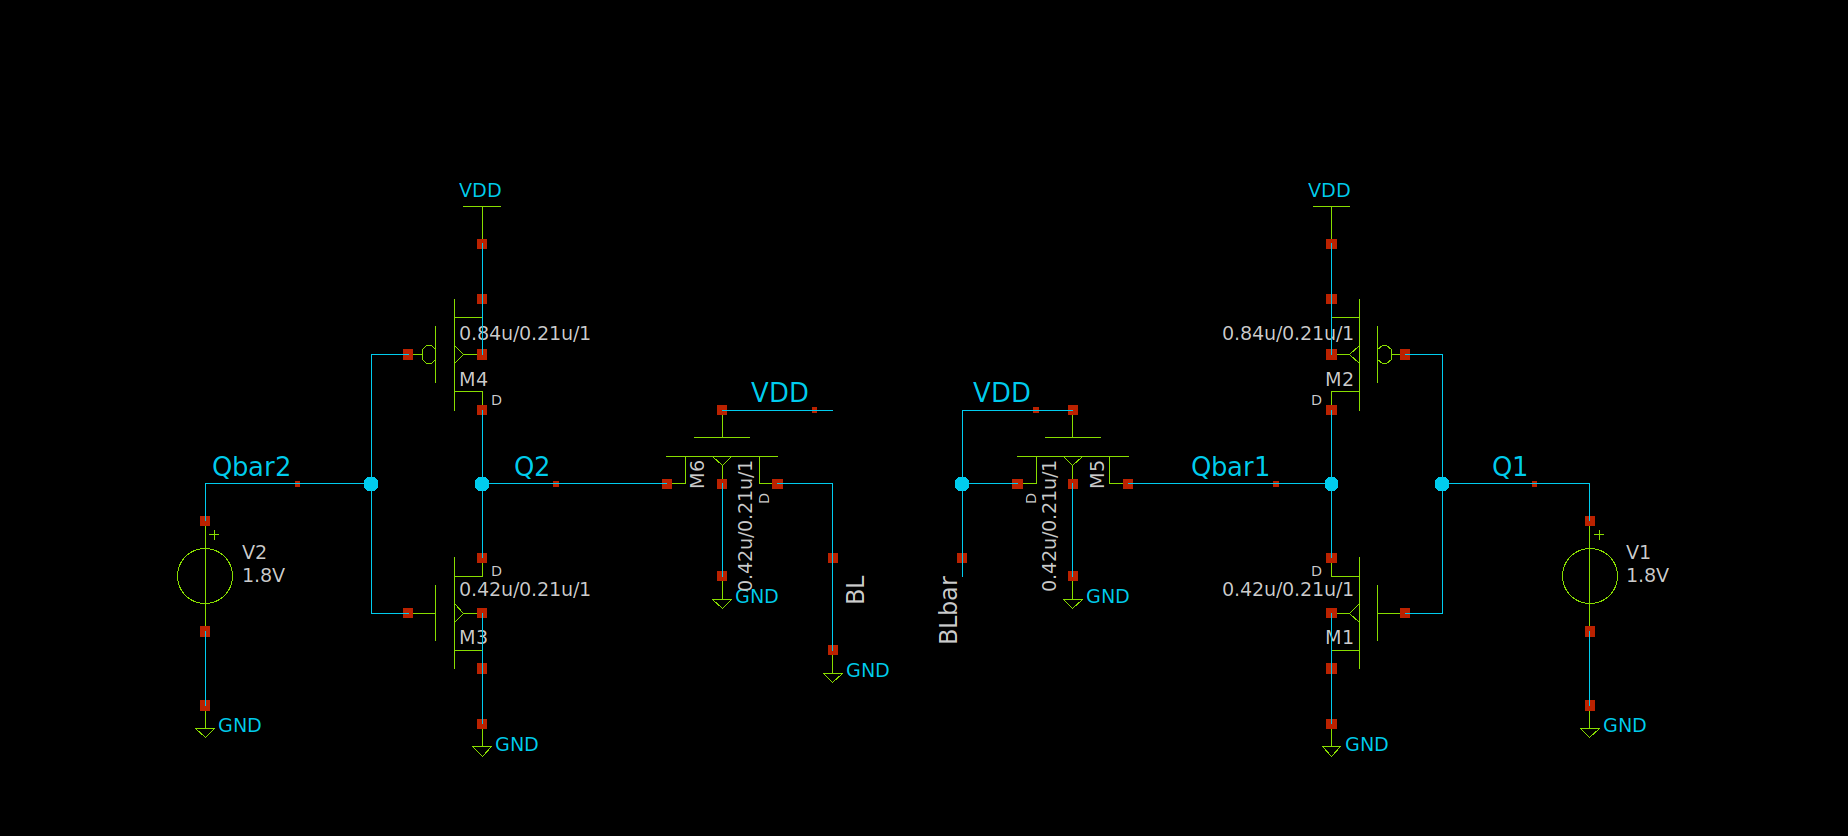 VDD
VDD
0.84u/0.21u/1
0.84u/0.21u/1
M4
M2
D
D
VDD
VDD
Qbar2
Q2
M6
0.42u/0.21u/1
D
D
0.42u/0.21u/1
M5
Qbar1
Q1
+
V2
1.8V
D
0.42u/0.21u/1
M3
GND
BL
BLbar
GND
D
0.42u/0.21u/1
M1
+
V1
1.8V
GND
GND
GND
GND
GND